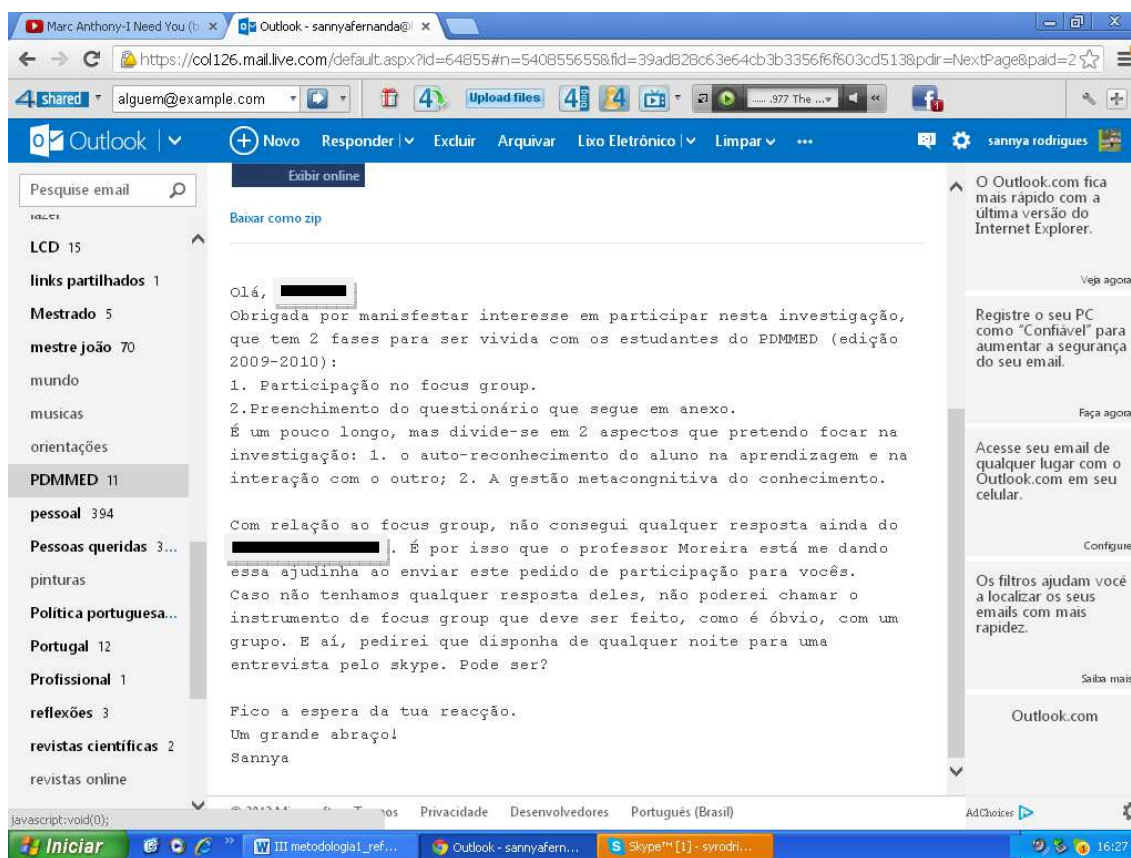 Marc Anthony-I Need You (b
Outlook - sannyafernanda@
https://col126.mail.live.com/default.aspx?id=64855#n=540855655&fid=39ad828c63e64cb3b3356f6f603cd513&pdir=NextPage&paid=2
4 shared
alguem@example.com
Upload files
...... .977 The ...
Outlook
Novo
Responder
Excluir
Arquivar
Lixo Eletrônico
Limpar
sannya rodrigues
Pesquise email
lazer
LCD 15
links partilhados 1
Mestrado 5
mestre joão 70
mundo
musicas
orientações
PDMMED 11
pessoal 394
Pessoas queridas 3...
pinturas
Política portuguesa...
Portugal 12
Profissional 1
reflexões 3
revistas científicas 2
revistas online
Exibir online
Baixar como zip
Olá,
Obrigada por manisfestar interesse em participar nesta investigação,
que tem 2 fases para ser vivida com os estudantes do PDMMED (edição
2009-2010):
1. Participação no focus group.
2.Preenchimento do questionário que segue em anexo.
É um pouco longo, mas divide-se em 2 aspectos que pretendo focar na
investigação: 1. o auto-reconhecimento do aluno na aprendizagem e na
interação com o outro; 2. A gestão metacongnitiva do conhecimento.
Com relação ao focus group, não consegui qualquer resposta ainda do
. É por isso que o professor Moreira está me dando
essa ajudinha ao enviar este pedido de participação para vocês.
Caso não tenhamos qualquer resposta deles, não poderei chamar o
instrumento de focus group que deve ser feito, como é óbvio, com um
grupo. E aí, pedirei que disponha de qualquer noite para uma
entrevista pelo skype. Pode ser?
Fico a espera da tua reacção.
Um grande abraço!
Sannya
O Outlook.com fica
mais rápido com a
última versão do
Internet Explorer.
Veja agora
Registre o seu PC
como "Confiável" para
aumentar a segurança
do seu email.
Faça agora
Acesse seu email de
qualquer lugar com o
Outlook.com em seu
celular.
Configure
Os filtros ajudam você
a localizar os seus
emails com mais
rapidez.
Saiba mais
Outlook.com
Privacidade
Desenvolvedores
Português (Brasil)
AdChoices
javascript:void(0);
Iniciar
III metodologia1_ref...
Outlook - sannyafern...
Skype™ [1] - syrodri...
16:27